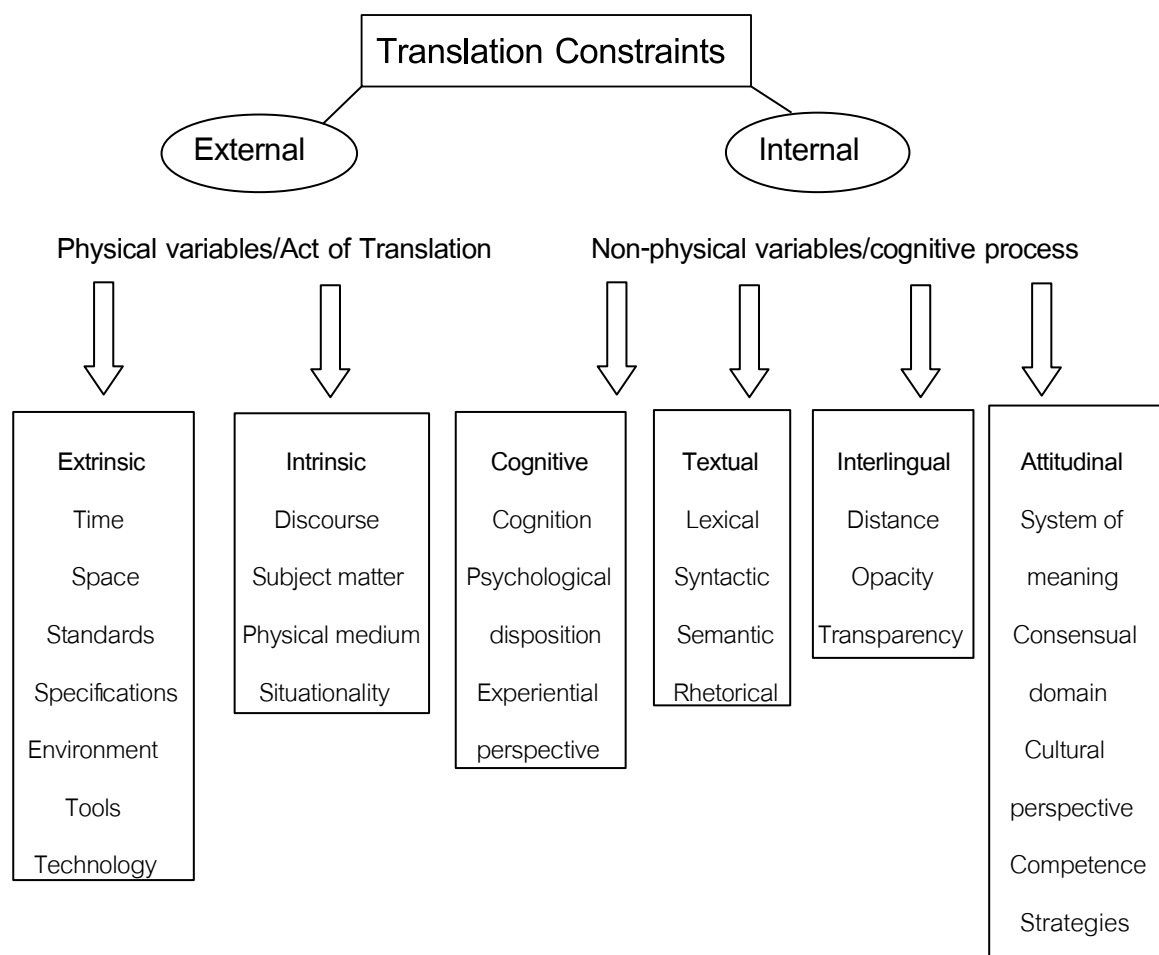 Translation Constraints
External
Internal
Physical variables/Act of Translation
Non-physical variables/cognitive process
Extrinsic
Time
Space
Standards
Specifications
Environment
Tools
Technology
Intrinsic
Discourse
Subject matter
Physical medium
Situationality
Cognitive
Cognition
Psychological
disposition
Experiential
perspective
Textual
Lexical
Syntactic
Semantic
Rhetorical
Interlingual
Distance
Opacity
Transparency
Attitudinal
System of
meaning
Consensual
domain
Cultural
perspective
Competence
Strategies